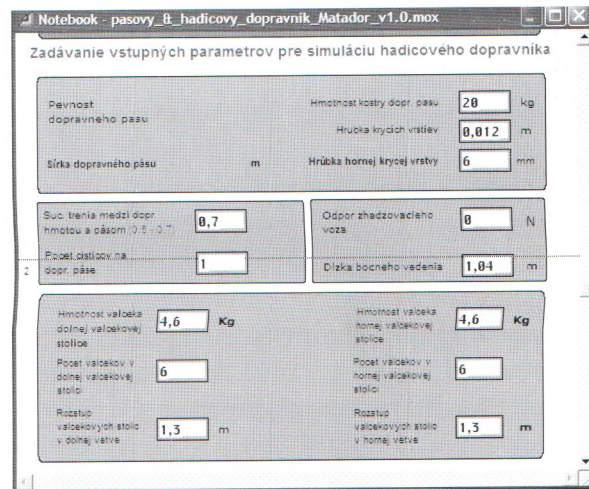 Notebook - pasovy_&_hadicovy_dopravnik_Matador_v1.0.mox
Zadávanie vstupných parametrov pre simuláciu hadicového dopravníka
Pevnost
dopravneho pasu
Hmotnost kostry dopr. pasu 20 kg
Hrubka krycich vrstiev 0,012 m
Sírka dopravného pásu m
Hrúbka hornej krycej vrstvy 6 mm
Suc. trenia medzi dopr.
hmotou a pásom (0,5 - 0,7) 0,7
Pocet cisticov na
dopr. páse 1
Odpor zhadzovacieho
voza 0 N
Dlzka bocneho vedenia 1,04 m
2
Hmotnost valceka
dolnej valcekovej
stolice 4,6 Kg
Pocet valcekov v
dolnej valcekovej
stolici 6
Rozstup
valcekovych stolic
v dolnej vetve 1,3 m
Hmotnost valceka
hornej valcekovej
stolice 4,6 Kg
Pocet valcekov v
hornej valcekovej
stolici 6
Rozstup
valcekovych stolic
v hornej vetve 1,3 m